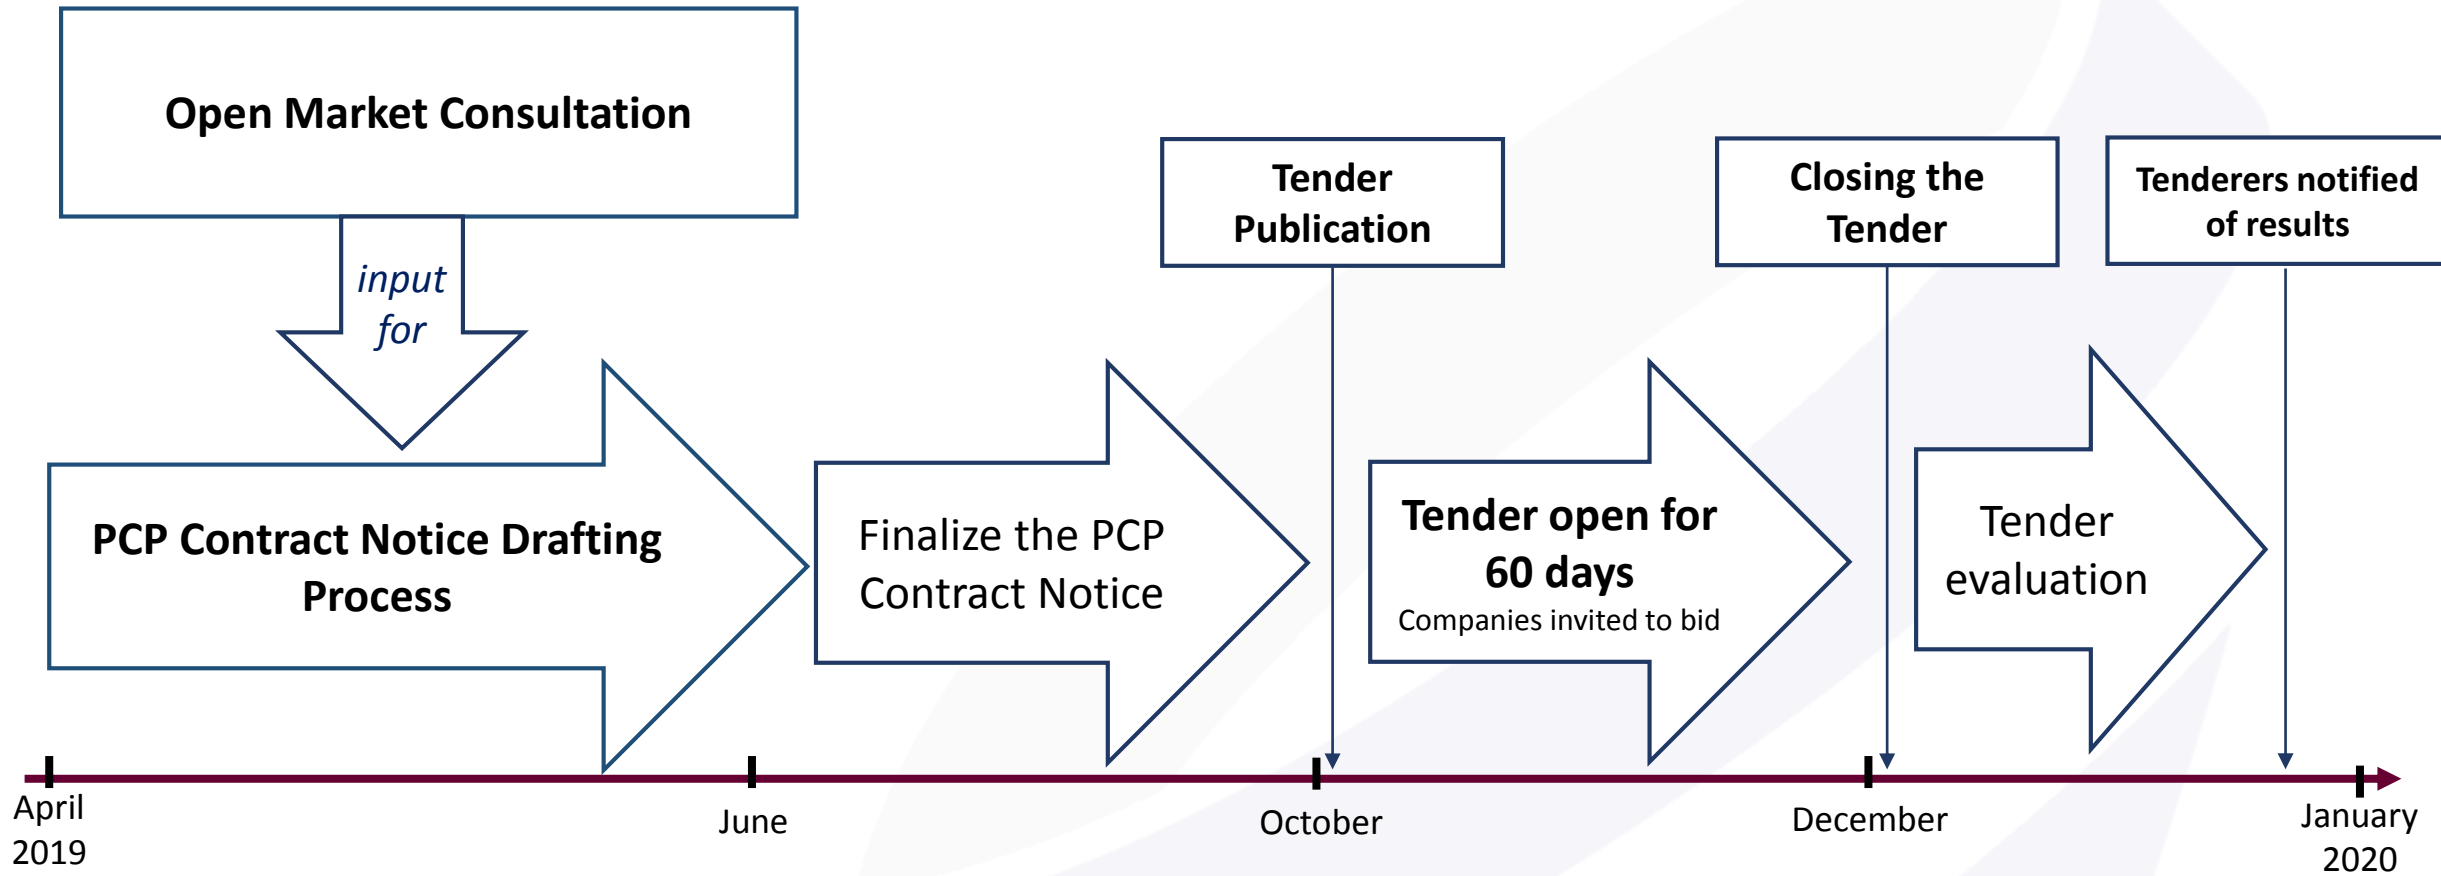 Open Market Consultation
input
for
Tender
Publication
Closing the
Tender
Tenderers notified
of results
PCP Contract Notice Drafting
Process
Finalize the PCP
Contract Notice
Tender open for
60 days
Companies invited to bid
Tender
evaluation
April
2019
June
October
December
January
2020